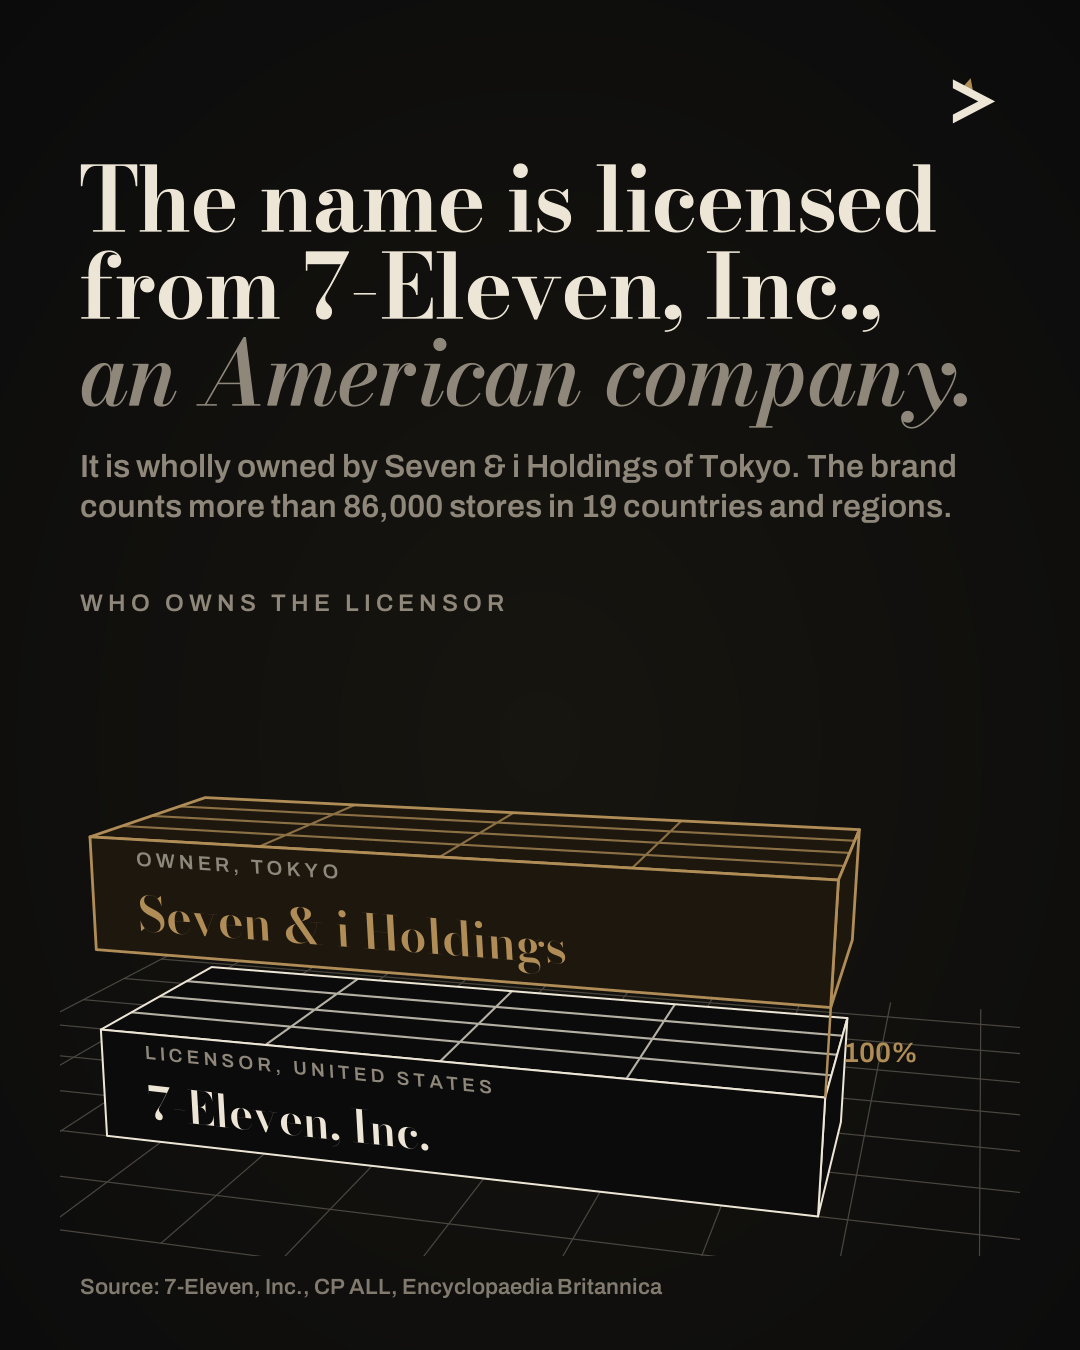 The name is licensed
from 7-Eleven, Inc.,
an American company.
It is wholly owned by Seven & i Holdings of Tokyo. The brand
counts more than 86,000 stores in 19 countries and regions.
WHO OWNS THE LICENSOR
OWNER, TOKYO
Seven & i Holdings
100%
LICENSOR, UNITED STATES
7-Eleven, Inc.
Source: 7-Eleven, Inc., CP ALL, Encyclopaedia Britannica